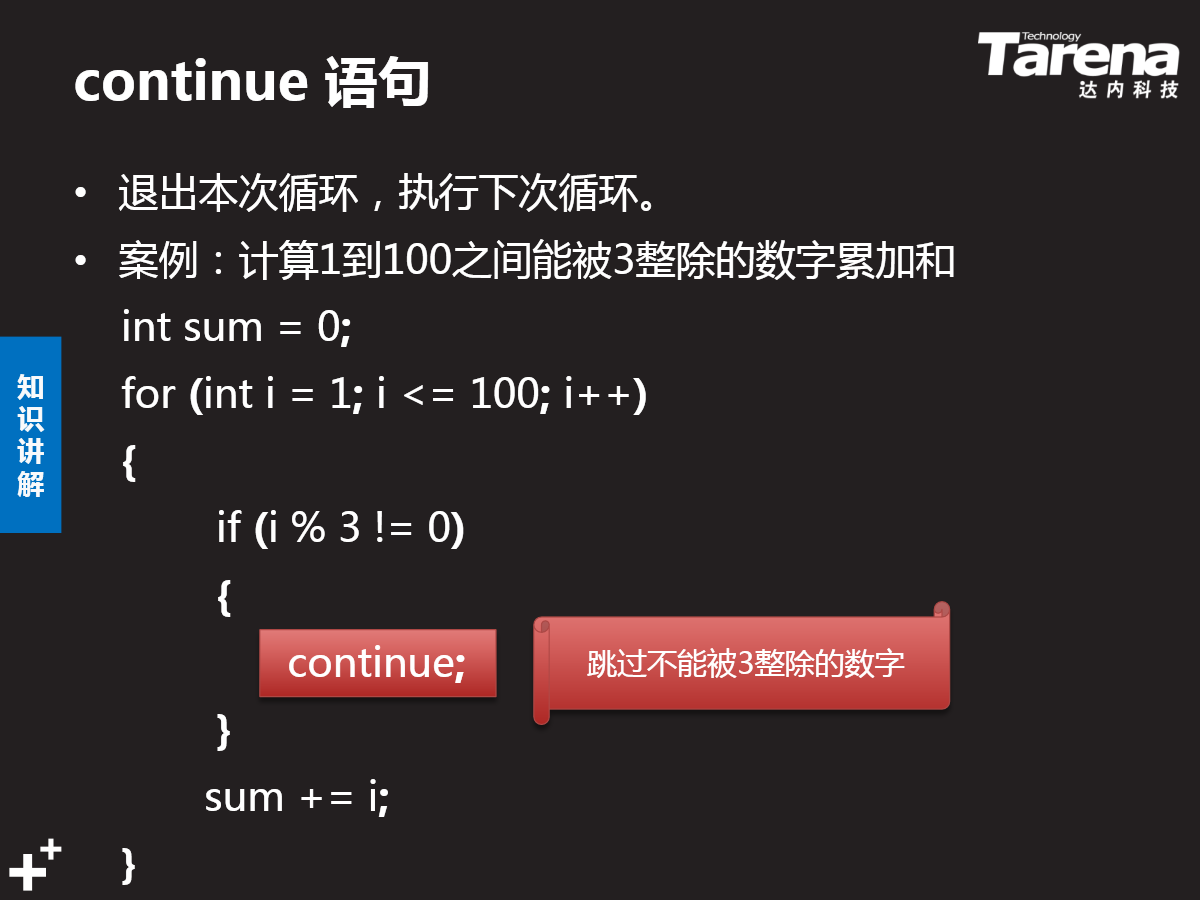 continue 语句
Technology
Tarena
达内科技
• 退出本次循环，执行下次循环。
• 案例：计算1到100之间能被3整除的数字累加和
int sum = 0;
for (int i = 1; i <= 100; i++)
{
if (i % 3 != 0)
{
continue;
跳过不能被3整除的数字
}
sum += i;
}
知识讲解
++